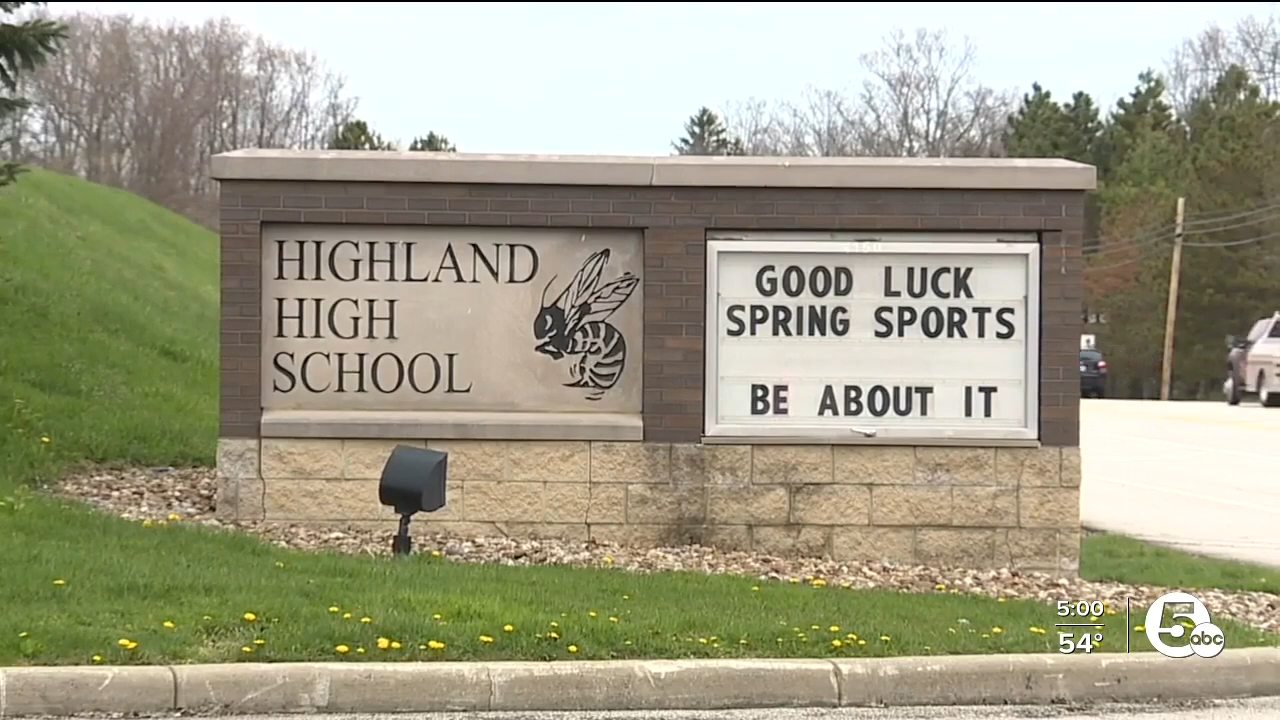 HIGHLAND
HIGH
SCHOOL
GOOD LUCK
SPRING SPORTS
BE ABOUT IT
5:00
54°
5 abc